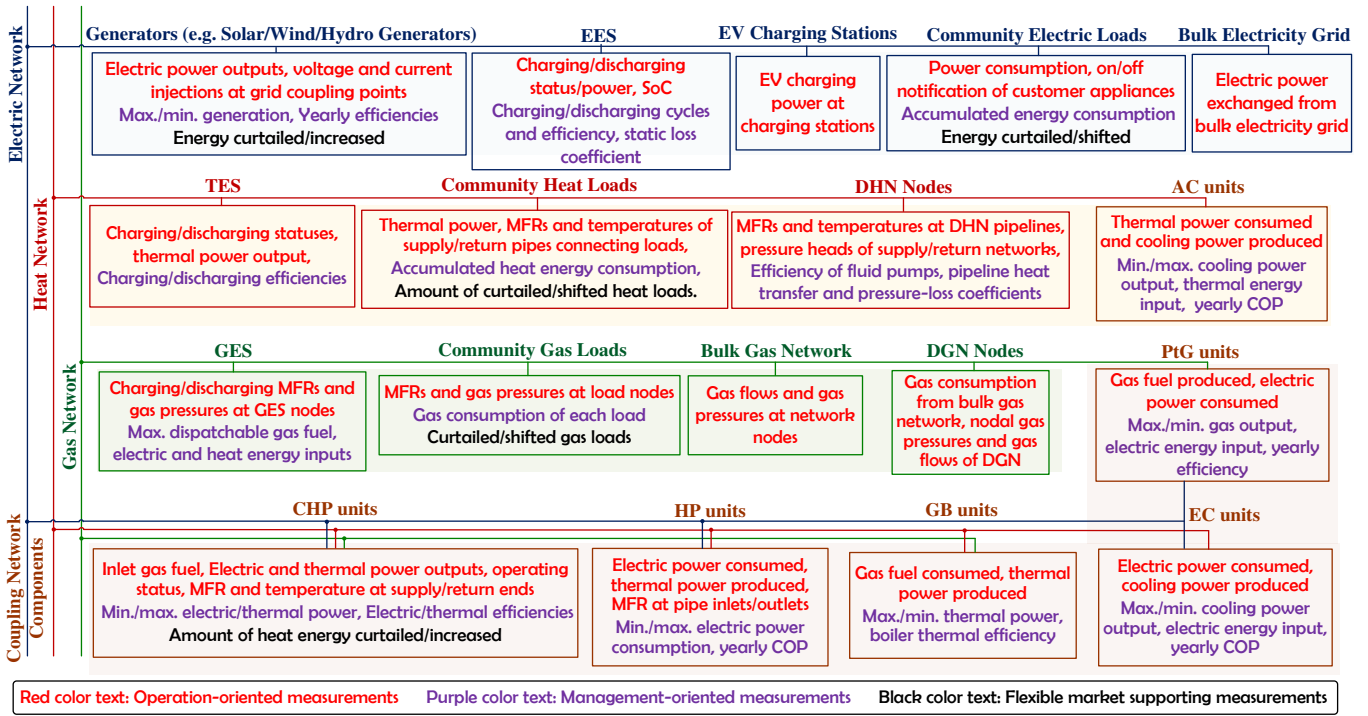 Generators (e.g. Solar/Wind/Hydro Generators)
EES
EV Charging Stations
Community Electric Loads
Bulk Electricity Grid
Electric Network
Electric power outputs, voltage and current
injections at grid coupling points
Max./min. generation, Yearly efficiencies
Energy curtailed/increased
Charging/discharging
status/power, SoC
Charging/discharging cycles
and efficiency, static loss
coefficient
EV charging
power at
charging stations
Power consumption, on/off
notification of customer appliances
Accumulated energy consumption
Energy curtailed/shifted
Electric power
exchanged from
bulk electricity grid
TES
Community Heat Loads
DHN Nodes
AC units
Heat Network
Charging/discharging statuses,
thermal power output,
Charging/discharging efficiencies
Thermal power, MFRs and temperatures of
supply/return pipes connecting loads,
Accumulated heat energy consumption,
Amount of curtailed/shifted heat loads.
MFRs and temperatures at DHN pipelines,
pressure heads of supply/return networks,
Efficiency of fluid pumps, pipeline heat
transfer and pressure-loss coefficients
Thermal power consumed
and cooling power produced
Min./max. cooling power
output, thermal energy
input, yearly COP
GES
Community Gas Loads
Bulk Gas Network
DGN Nodes
PtG units
Gas Network
Charging/discharging MFRs and
gas pressures at GES nodes
Max. dispatchable gas fuel,
electric and heat energy inputs
MFRs and gas pressures at load nodes
Gas consumption of each load
Curtailed/shifted gas loads
Gas flows and gas
pressures at network
nodes
Gas consumption
from bulk gas
network, nodal gas
pressures and gas
flows of DGN
Gas fuel produced, electric
power consumed
Max./min. gas output,
electric energy input, yearly
efficiency
CHP units
HP units
GB units
EC units
Coupling Network
Components
Inlet gas fuel, Electric and thermal power outputs, operating
status, MFR and temperature at supply/return ends
Min./max. electric/thermal power, Electric/thermal efficiencies
Amount of heat energy curtailed/increased
Electric power consumed,
thermal power produced,
MFR at pipe inlets/outlets
Min./max. electric power
consumption, yearly COP
Gas fuel consumed, thermal
power produced
Max./min. thermal power,
boiler thermal efficiency
Electric power consumed,
cooling power produced
Max./min. cooling power
output, electric energy input,
yearly COP
Red color text: Operation-oriented measurements
Purple color text: Management-oriented measurements
Black color text: Flexible market supporting measurements